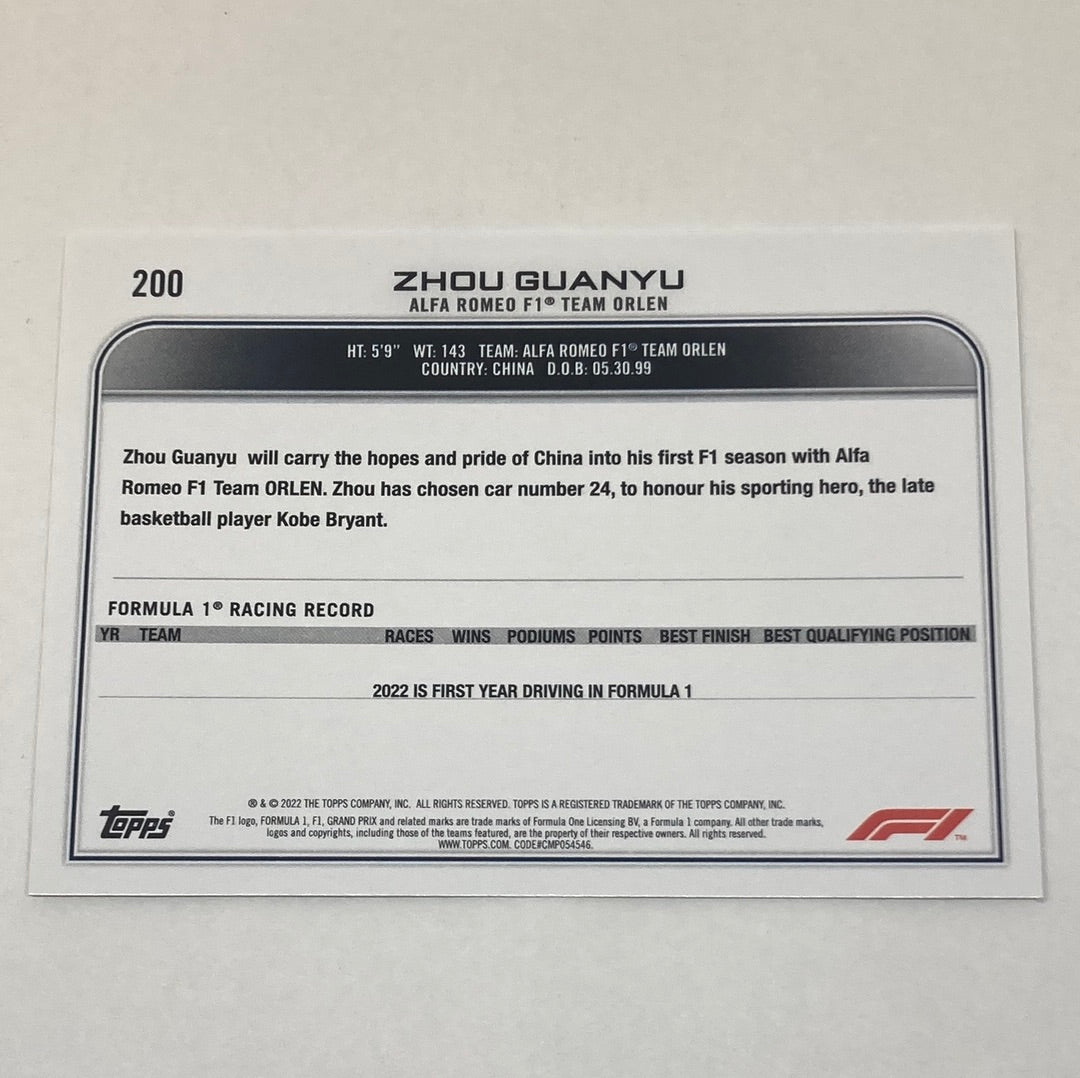 200
ZHOU GUANYU
ALFA ROMEO F1® TEAM ORLEN
HT: 5'9" WT: 143 TEAM: ALFA ROMEO F1® TEAM ORLEN
COUNTRY: CHINA D.O.B: 05.30.99
Zhou Guanyu will carry the hopes and pride of China into his first F1 season with Alfa
Romeo F1 Team ORLEN. Zhou has chosen car number 24, to honour his sporting hero, the late
basketball player Kobe Bryant.
FORMULA 1® RACING RECORD
YR TEAM RACES WINS PODIUMS POINTS BEST FINISH BEST QUALIFYING POSITION
2022 IS FIRST YEAR DRIVING IN FORMULA 1
® & © 2022 THE TOPPS COMPANY, INC. ALL RIGHTS RESERVED. TOPPS IS A REGISTERED TRADEMARK OF THE TOPPS COMPANY, INC.
The F1 logo, FORMULA 1, F1, GRAND PRIX and related marks are trade marks of Formula One Licensing BV, a Formula 1 company. All other trade marks,
logos and copyrights, including those of the teams featured, are the property of their respective owners. All rights reserved.
WWW.TOPPS.COM. CODE#CMP054546.
Topps®
F1™